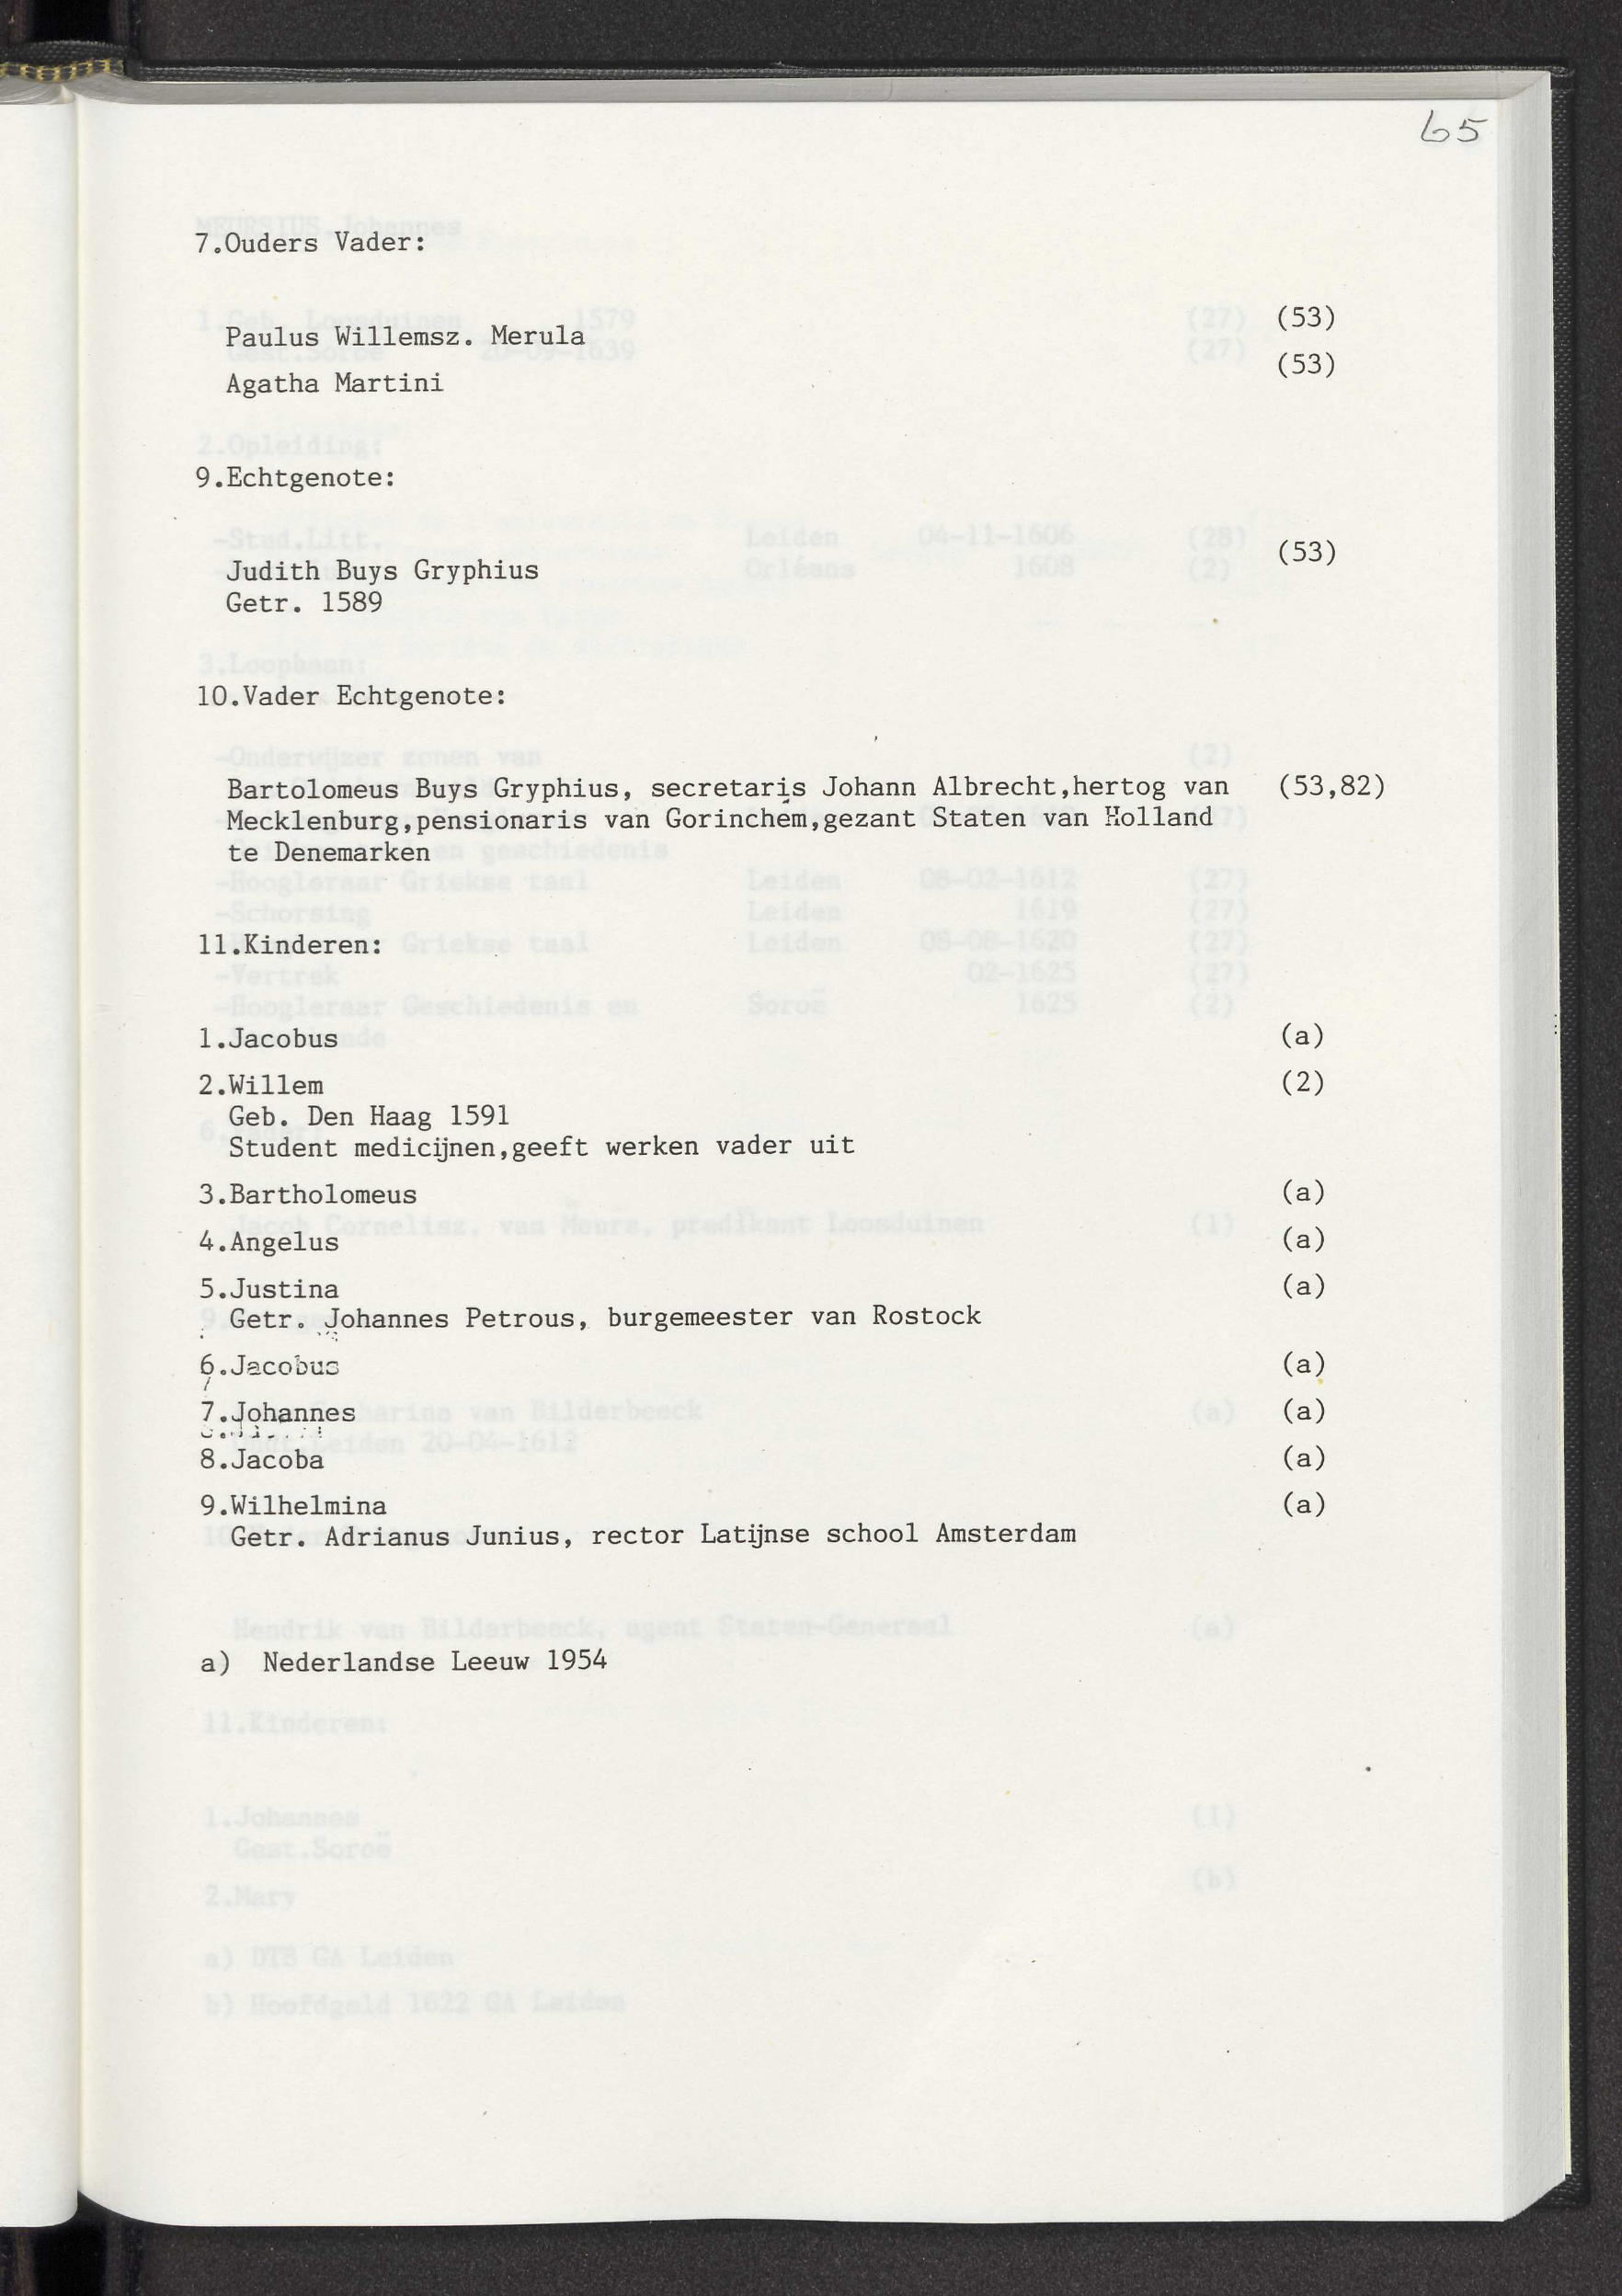 65
7.Ouders Vader:
Paulus Willemsz. Merula (53)
Agatha Martini (53)
9.Echtgenote:
Judith Buys Gryphius (53)
Getr. 1589
10.Vader Echtgenote:
Bartolomeus Buys Gryphius, secretaris Johann Albrecht,hertog van (53,82)
Mecklenburg,pensionaris van Gorinchem,gezant Staten van Holland
te Denemarken
11.Kinderen:
1.Jacobus (a)
2.Willem (2)
Geb. Den Haag 1591
Student medicijnen,geeft werken vader uit
3.Bartholomeus (a)
4.Angelus (a)
5.Justina (a)
Getr. Johannes Petrous, burgemeester van Rostock
6.Jacobus (a)
7.Johannes (a)
8.Jacoba (a)
9.Wilhelmina (a)
Getr. Adrianus Junius, rector Latijnse school Amsterdam
a) Nederlandse Leeuw 1954